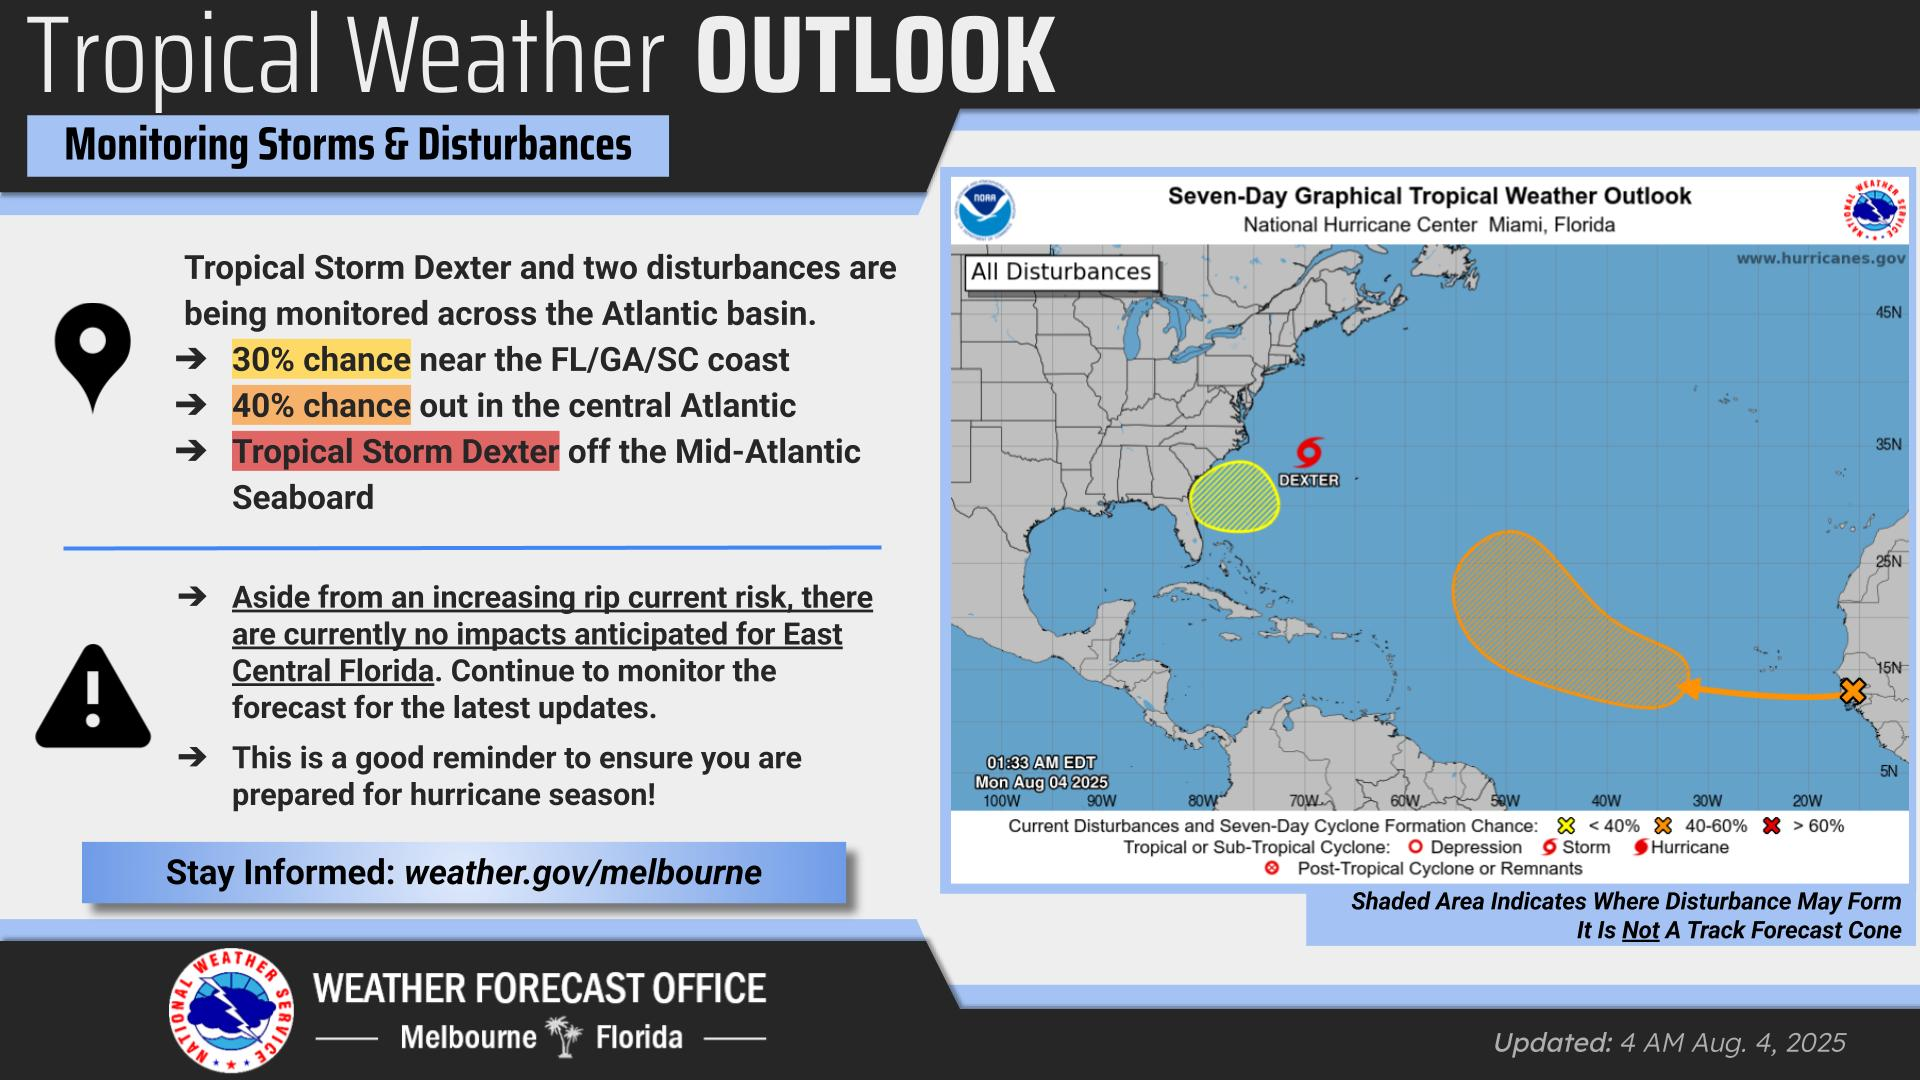 Tropical Weather OUTLOOK
Monitoring Storms & Disturbances
Tropical Storm Dexter and two disturbances are
being monitored across the Atlantic basin.
➔ 30% chance near the FL/GA/SC coast
➔ 40% chance out in the central Atlantic
➔ Tropical Storm Dexter off the Mid-Atlantic
Seaboard
➔ Aside from an increasing rip current risk, there
are currently no impacts anticipated for East
Central Florida. Continue to monitor the
forecast for the latest updates.
➔ This is a good reminder to ensure you are
prepared for hurricane season!
Stay Informed: weather.gov/melbourne
NATIONAL WEATHER SERVICE
WEATHER FORECAST OFFICE
Melbourne Florida
NOAA
Seven-Day Graphical Tropical Weather Outlook
National Hurricane Center Miami, Florida
NATIONAL WEATHER SERVICE
All Disturbances
www.hurricanes.gov
45N
35N
DEXTER
25N
15N
5N
01:33 AM EDT
Mon Aug 04 2025
100W 90W 80W 70W 60W 50W 40W 30W 20W
Current Disturbances and Seven-Day Cyclone Formation Chance: < 40% 40-60% > 60%
Tropical or Sub-Tropical Cyclone: Depression Storm Hurricane
Post-Tropical Cyclone or Remnants
Shaded Area Indicates Where Disturbance May Form
It Is Not A Track Forecast Cone
Updated: 4 AM Aug. 4, 2025